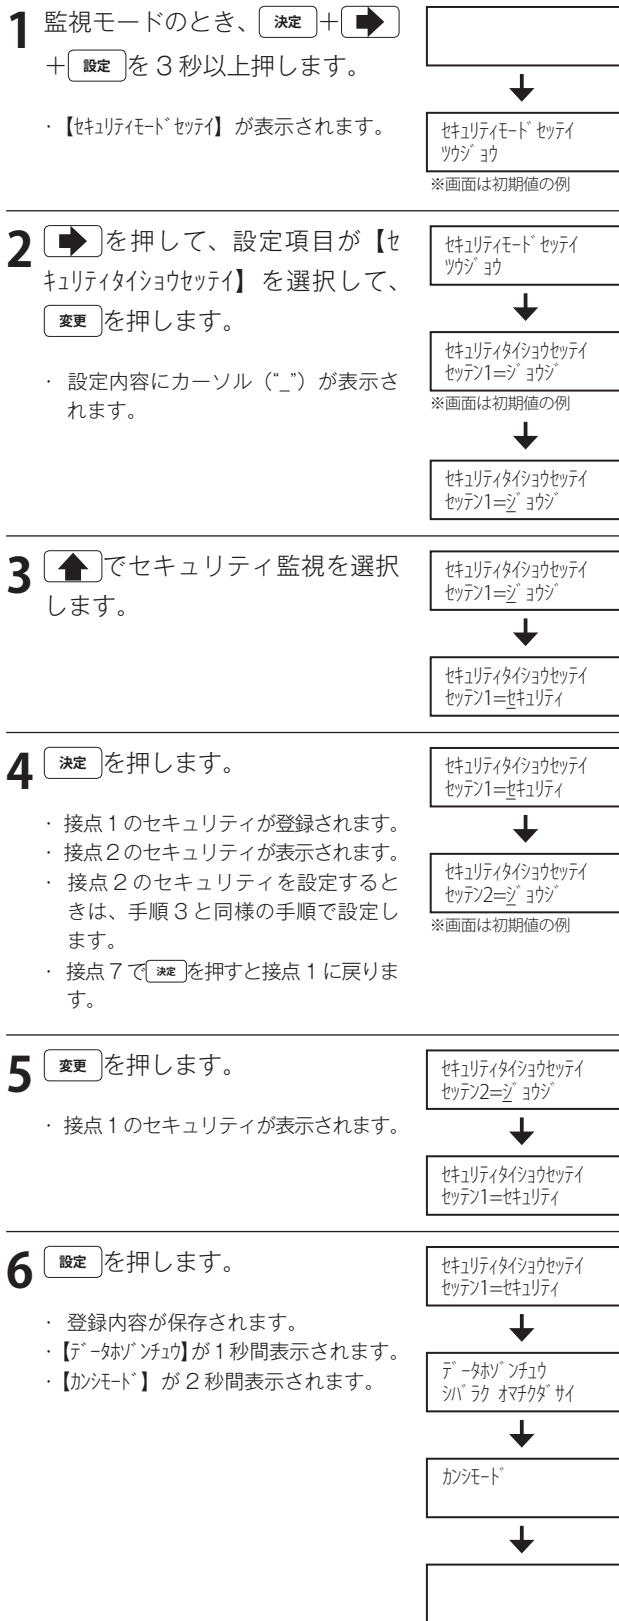 1 監視モードのとき、 決定 + ➡
+ 設定 を3秒以上押します。
・【ｾｷｭﾘﾃｨﾓｰﾄﾞｾｯﾃｲ】が表示されます。
ｾｷｭﾘﾃｨﾓｰﾄﾞｾｯﾃｲ
ﾂｳｼﾞｮｳ
※画面は初期値の例
2 ➡ を押して、設定項目が【ｾ
ｷｭﾘﾃｨﾀｲｼｮｳｾｯﾃｲ】を選択して、
変更 を押します。
・ 設定内容にカーソル（“_”）が表示さ
れます。
ｾｷｭﾘﾃｨﾓｰﾄﾞｾｯﾃｲ
ﾂｳｼﾞｮｳ
ｾｷｭﾘﾃｨﾀｲｼｮｳｾｯﾃｲ
ｾｯﾃﾝ1=ｼﾞｮｳｼﾞ
※画面は初期値の例
ｾｷｭﾘﾃｨﾀｲｼｮｳｾｯﾃｲ
ｾｯﾃﾝ1=ｼﾞｮｳｼﾞ
3 ⬆ でセキュリティ監視を選択
します。
ｾｷｭﾘﾃｨﾀｲｼｮｳｾｯﾃｲ
ｾｯﾃﾝ1=ｼﾞｮｳｼﾞ
ｾｷｭﾘﾃｨﾀｲｼｮｳｾｯﾃｲ
ｾｯﾃﾝ1=ｾｷｭﾘﾃｨ
4 決定 を押します。
・ 接点1のセキュリティが登録されます。
・ 接点2のセキュリティが表示されます。
・ 接点2のセキュリティを設定すると
きは、手順3と同様の手順で設定し
ます。
・ 接点7で 決定 を押すと接点1に戻りま
す。
ｾｷｭﾘﾃｨﾀｲｼｮｳｾｯﾃｲ
ｾｯﾃﾝ1=ｾｷｭﾘﾃｨ
ｾｷｭﾘﾃｨﾀｲｼｮｳｾｯﾃｲ
ｾｯﾃﾝ2=ｼﾞｮｳｼﾞ
※画面は初期値の例
5 変更 を押します。
・ 接点1のセキュリティが表示されます。
ｾｷｭﾘﾃｨﾀｲｼｮｳｾｯﾃｲ
ｾｯﾃﾝ2=ｼﾞｮｳｼﾞ
ｾｷｭﾘﾃｨﾀｲｼｮｳｾｯﾃｲ
ｾｯﾃﾝ1=ｾｷｭﾘﾃｨ
6 設定 を押します。
・ 登録内容が保存されます。
・【ﾃﾞｰﾀﾎｿﾞﾝﾁｭｳ】が1秒間表示されます。
・【ｶﾝｼﾓｰﾄﾞ】が2秒間表示されます。
ｾｷｭﾘﾃｨﾀｲｼｮｳｾｯﾃｲ
ｾｯﾃﾝ1=ｾｷｭﾘﾃｨ
ﾃﾞｰﾀﾎｿﾞﾝﾁｭｳ
ｼﾊﾞﾗｸ ｵﾏﾁｸﾀﾞｻｲ
ｶﾝｼﾓｰﾄﾞ